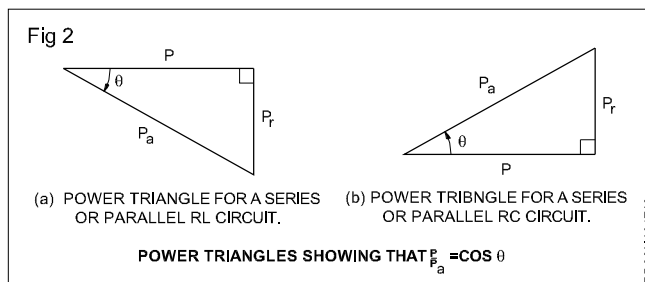 Fig 2
P
θ
Pa
Pr
Pa
Pr
θ
P
(a) POWER TRIANGLE FOR A SERIES
OR PARALLEL RL CIRCUIT.
(b) POWER TRIBNGLE FOR A SERIES
OR PARALLEL RC CIRCUIT.
POWER TRIANGLES SHOWING THAT P/Pa =COS θ